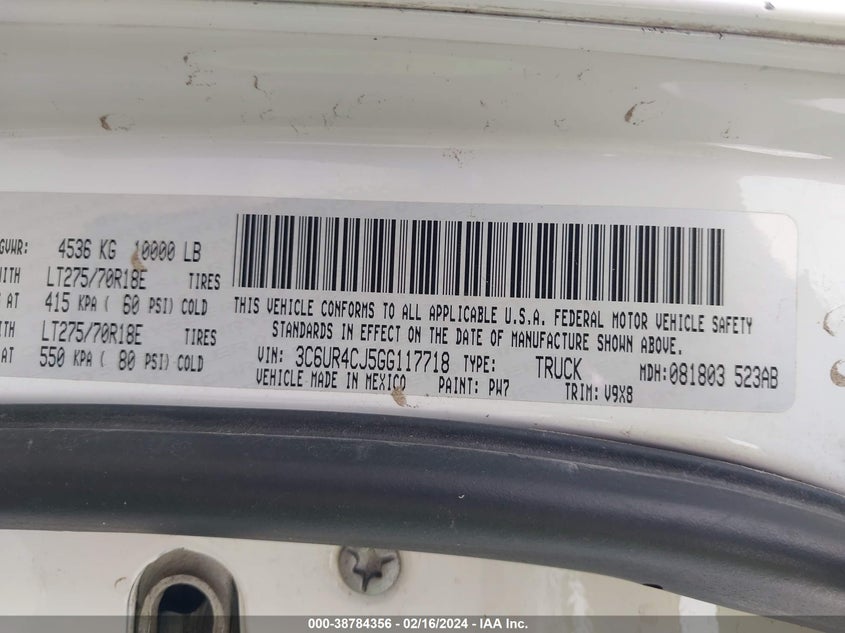 GVWR: 4536 KG 10000 LB
WITH LT275/70R18E TIRES
AT 415 KPA ( 60 PSI) COLD
WITH LT275/70R18E TIRES
AT 550 KPA ( 80 PSI) COLD
THIS VEHICLE CONFORMS TO ALL APPLICABLE U.S.A. FEDERAL MOTOR VEHICLE SAFETY
STANDARDS IN EFFECT ON THE DATE OF MANUFACTURE SHOWN ABOVE.
VIN: 3C6UR4CJ5GG117718 TYPE: TRUCK MDH:081803 523AB
VEHICLE MADE IN MEXICO PAINT: PW7 TRIM: V9X8
000-38784356 - 02/16/2024 - IAA Inc.